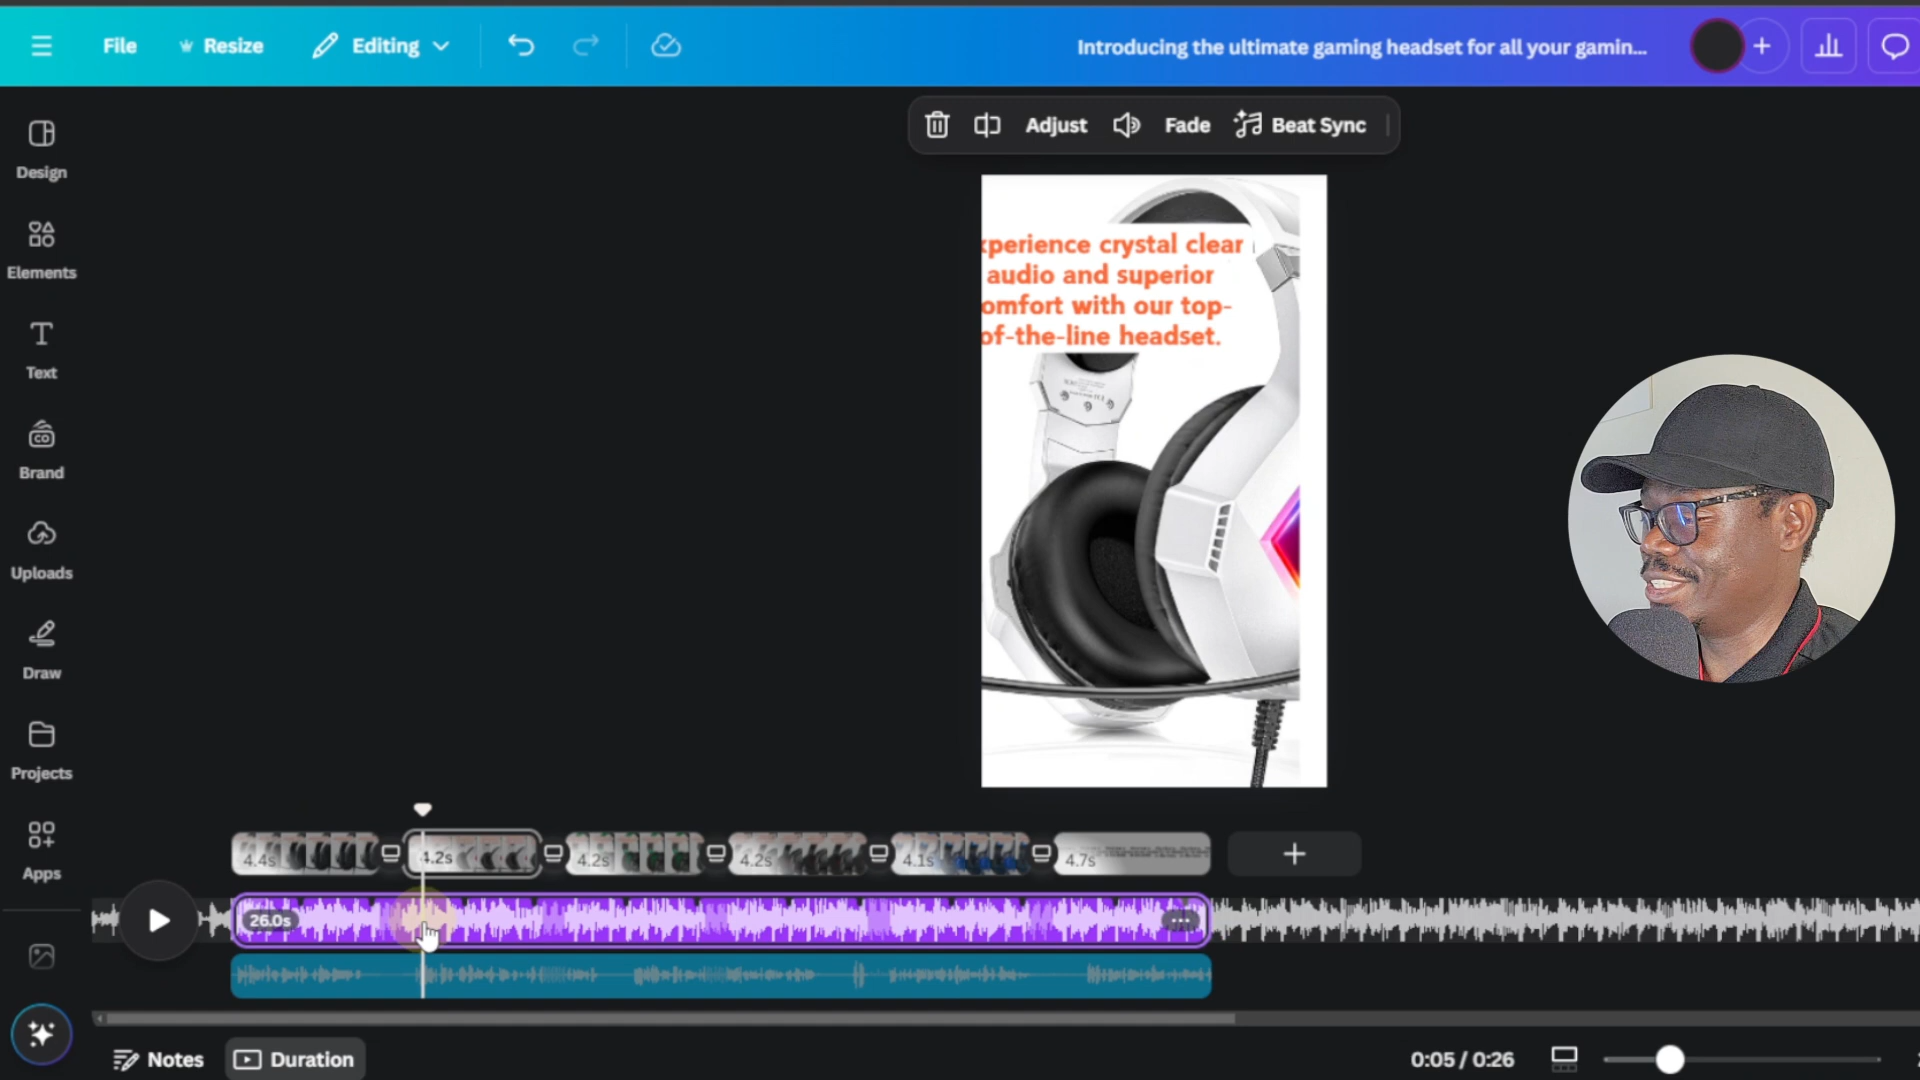 File
Resize
Editing
Introducing the ultimate gaming headset for all your gamin...
Adjust
Fade
Beat Sync
Design
Elements
Text
Brand
Uploads
Draw
Projects
Apps
xperience crystal clear
audio and superior
omfort with our top-
of-the-line headset.
4.4s
4.2s
4.2s
4.2s
4.1s
4.7s
26.0s
Notes
Duration
0:05 / 0:26